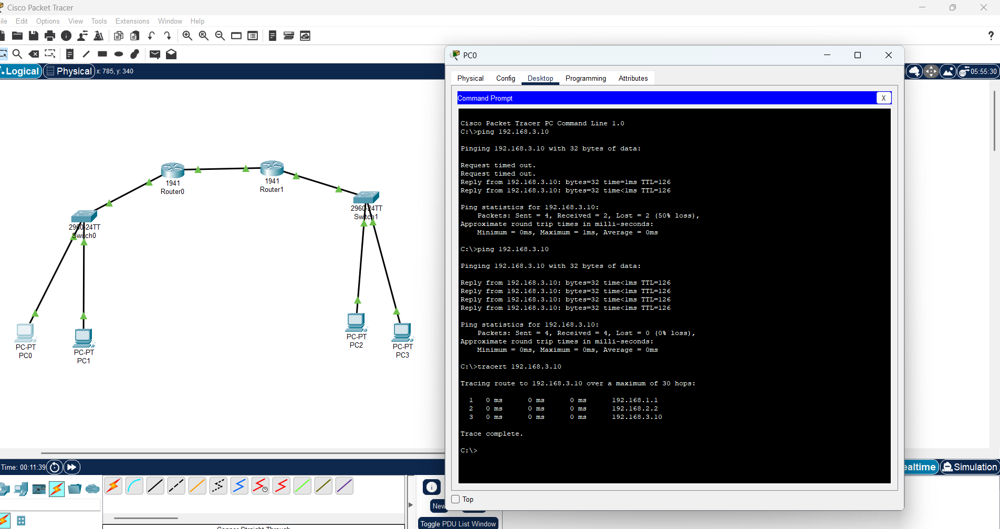 Cisco Packet Tracer
ile Edit Options View Tools Extensions Window Help
?
Logical Physical x: 785, y: 340
05:55:30
1941
Router0
1941
Router1
2960-24TT
Switch1
2960-24TT
Switch0
PC-PT
PC0
PC-PT
PC1
PC-PT
PC2
PC-PT
PC3
PC0
Physical Config Desktop Programming Attributes
Command Prompt
X
Cisco Packet Tracer PC Command Line 1.0
C:\>ping 192.168.3.10
Pinging 192.168.3.10 with 32 bytes of data:
Request timed out.
Request timed out.
Reply from 192.168.3.10: bytes=32 time=1ms TTL=126
Reply from 192.168.3.10: bytes=32 time<1ms TTL=126
Ping statistics for 192.168.3.10:
Packets: Sent = 4, Received = 2, Lost = 2 (50% loss),
Approximate round trip times in milli-seconds:
Minimum = 0ms, Maximum = 1ms, Average = 0ms
C:\>ping 192.168.3.10
Pinging 192.168.3.10 with 32 bytes of data:
Reply from 192.168.3.10: bytes=32 time<1ms TTL=126
Reply from 192.168.3.10: bytes=32 time<1ms TTL=126
Reply from 192.168.3.10: bytes=32 time<1ms TTL=126
Reply from 192.168.3.10: bytes=32 time<1ms TTL=126
Ping statistics for 192.168.3.10:
Packets: Sent = 4, Received = 4, Lost = 0 (0% loss),
Approximate round trip times in milli-seconds:
Minimum = 0ms, Maximum = 0ms, Average = 0ms
C:\>tracert 192.168.3.10
Tracing route to 192.168.3.10 over a maximum of 30 hops:
1 0 ms 0 ms 0 ms 192.168.1.1
2 0 ms 0 ms 0 ms 192.168.2.2
3 0 ms 0 ms 0 ms 192.168.3.10
Trace complete.
C:\>
Top
Time: 00:11:39
ealtime Simulation
New
Toggle PDU List Window
Copper Straight-Through